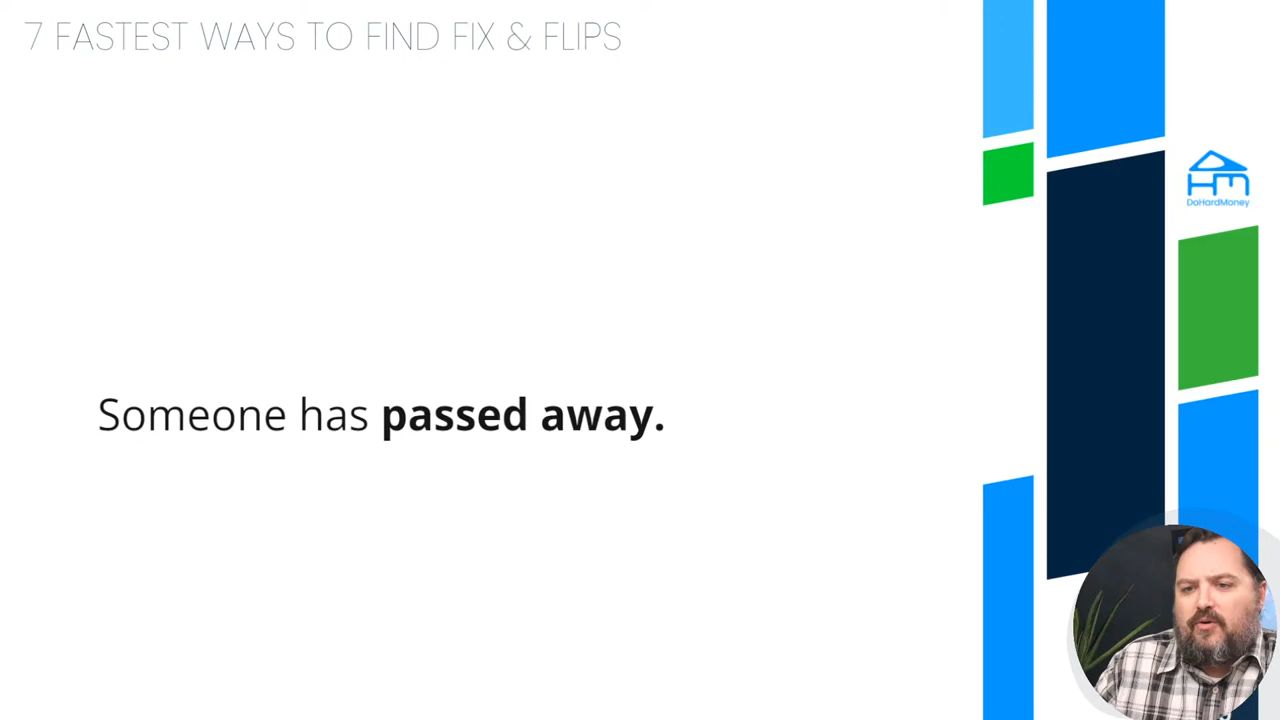 7 FASTEST WAYS TO FIND FIX & FLIPS
DoHardMoney
Someone has passed away.